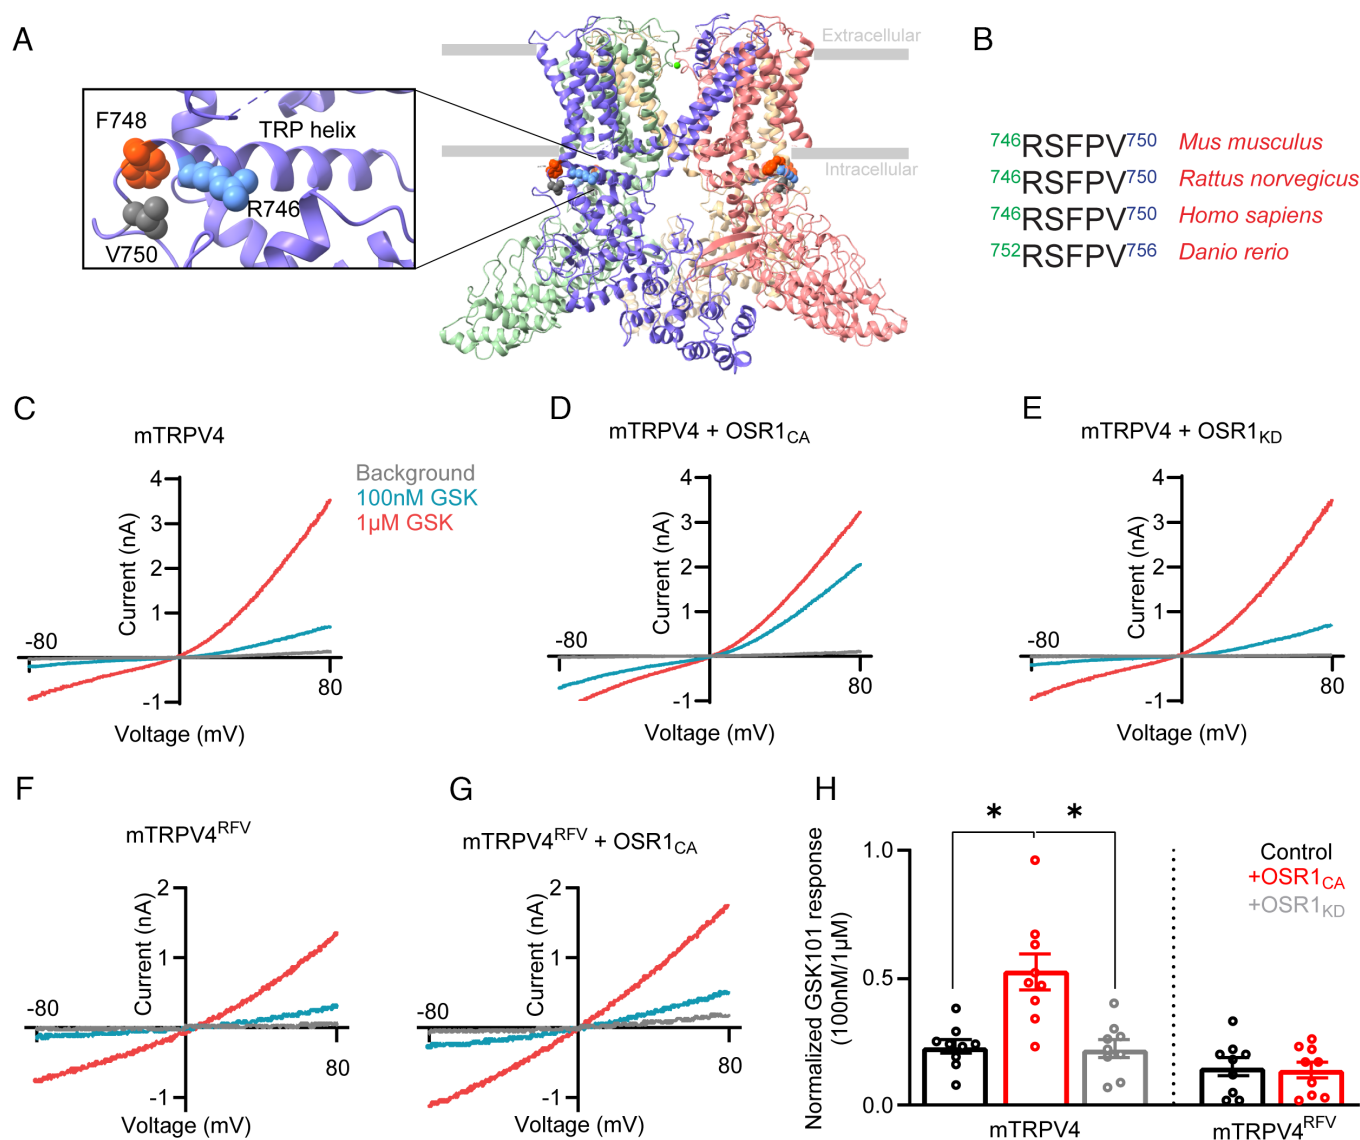 A
Extracellular
Intracellular
F748
TRP helix
R746
V750
B
746RSFPV750 Mus musculus
746RSFPV750 Rattus norvegicus
746RSFPV750 Homo sapiens
752RSFPV756 Danio rerio
C
mTRPV4
Background
100nM GSK
1µM GSK
4
3
2
1
-1
-80
80
Current (nA)
Voltage (mV)
D
mTRPV4 + OSR1CA
4
3
2
1
-1
-80
80
Current (nA)
Voltage (mV)
E
mTRPV4 + OSR1KD
4
3
2
1
-1
-80
80
Current (nA)
Voltage (mV)
F
mTRPV4RFV
2
1
-1
-80
80
Current (nA)
Voltage (mV)
G
mTRPV4RFV + OSR1CA
2
1
-1
-80
80
Current (nA)
Voltage (mV)
H
Normalized GSK101 response
(100nM/1µM)
1.0
0.5
0.0
* *
Control
+OSR1CA
+OSR1KD
mTRPV4
mTRPV4RFV